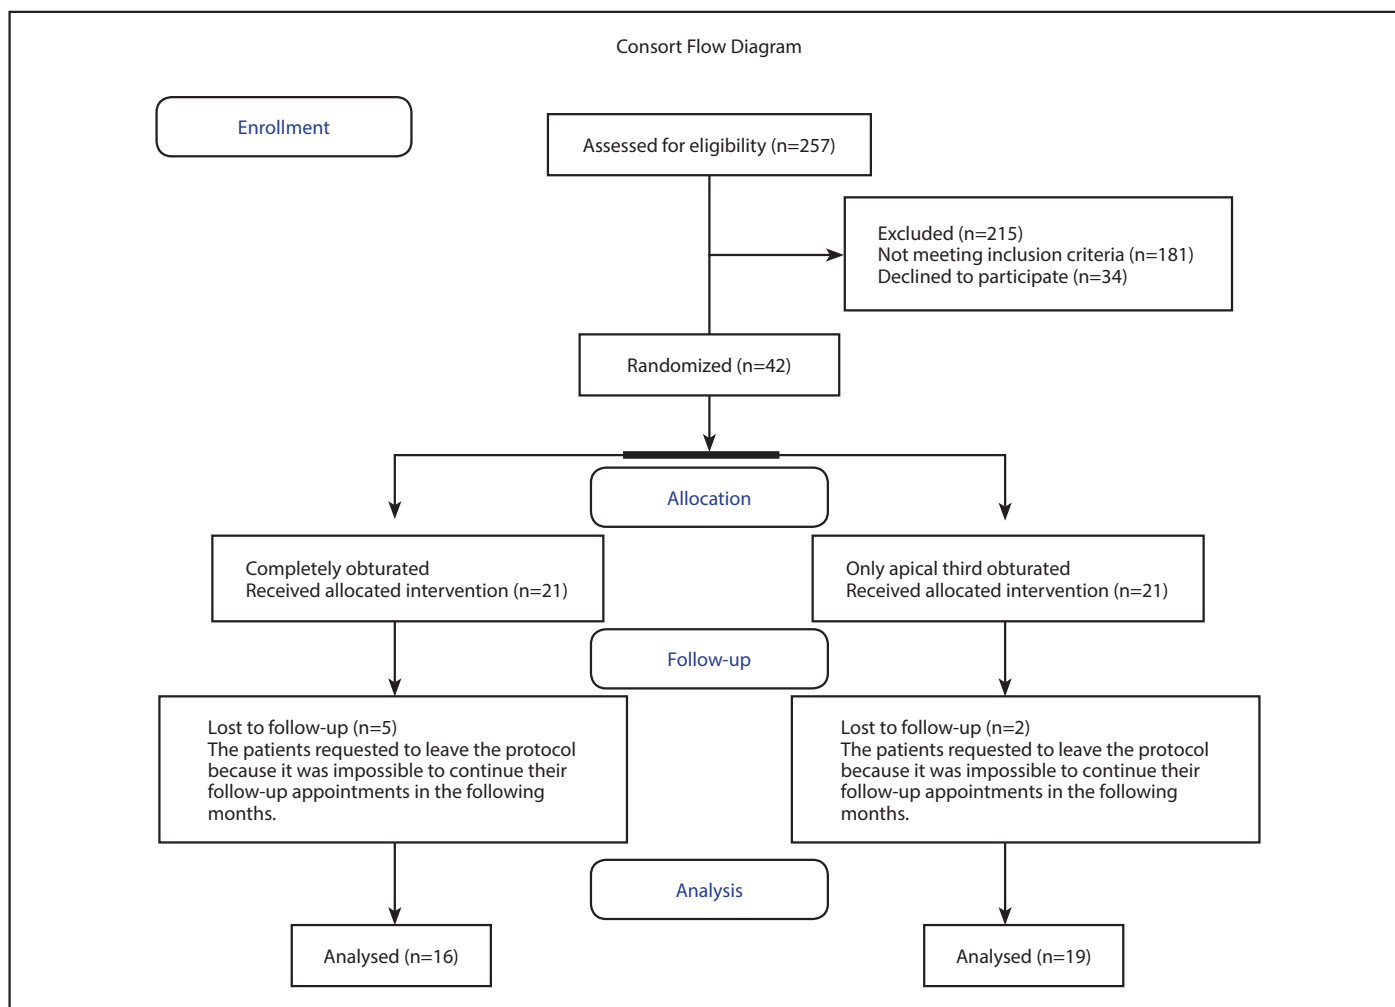 Consort Flow Diagram
Enrollment
Assessed for eligibility (n=257)
Excluded (n=215)
Not meeting inclusion criteria (n=181)
Declined to participate (n=34)
Randomized (n=42)
Allocation
Completely obturated
Received allocated intervention (n=21)
Only apical third obturated
Received allocated intervention (n=21)
Follow-up
Lost to follow-up (n=5)
The patients requested to leave the protocol
because it was impossible to continue their
follow-up appointments in the following
months.
Lost to follow-up (n=2)
The patients requested to leave the protocol
because it was impossible to continue their
follow-up appointments in the following
months.
Analysis
Analysed (n=16)
Analysed (n=19)